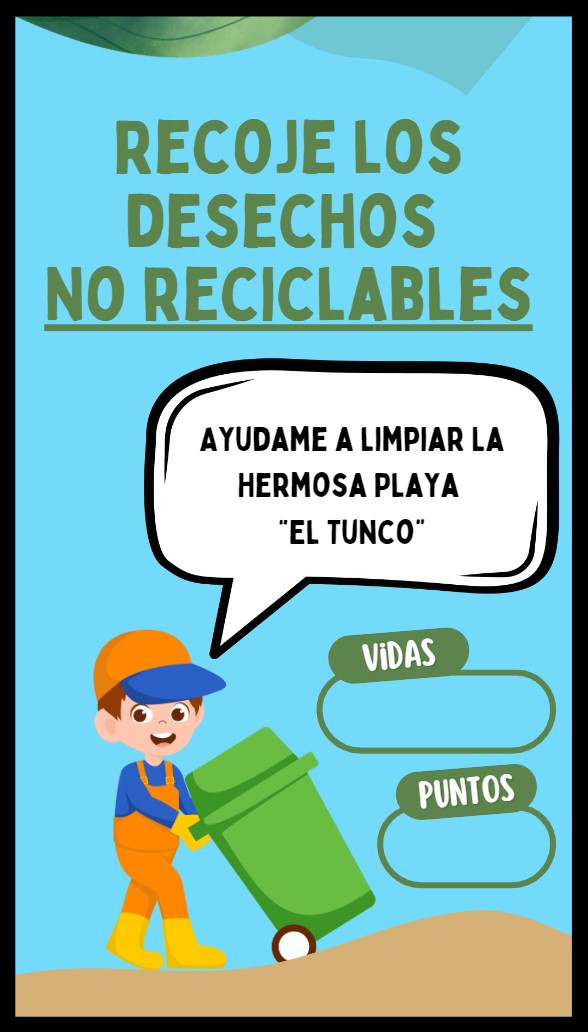 RECOJE LOS
DESECHOS
NO RECICLABLES
AYUDAME A LIMPIAR LA
HERMOSA PLAYA
"EL TUNCO"
ViDAS
PUNTOS